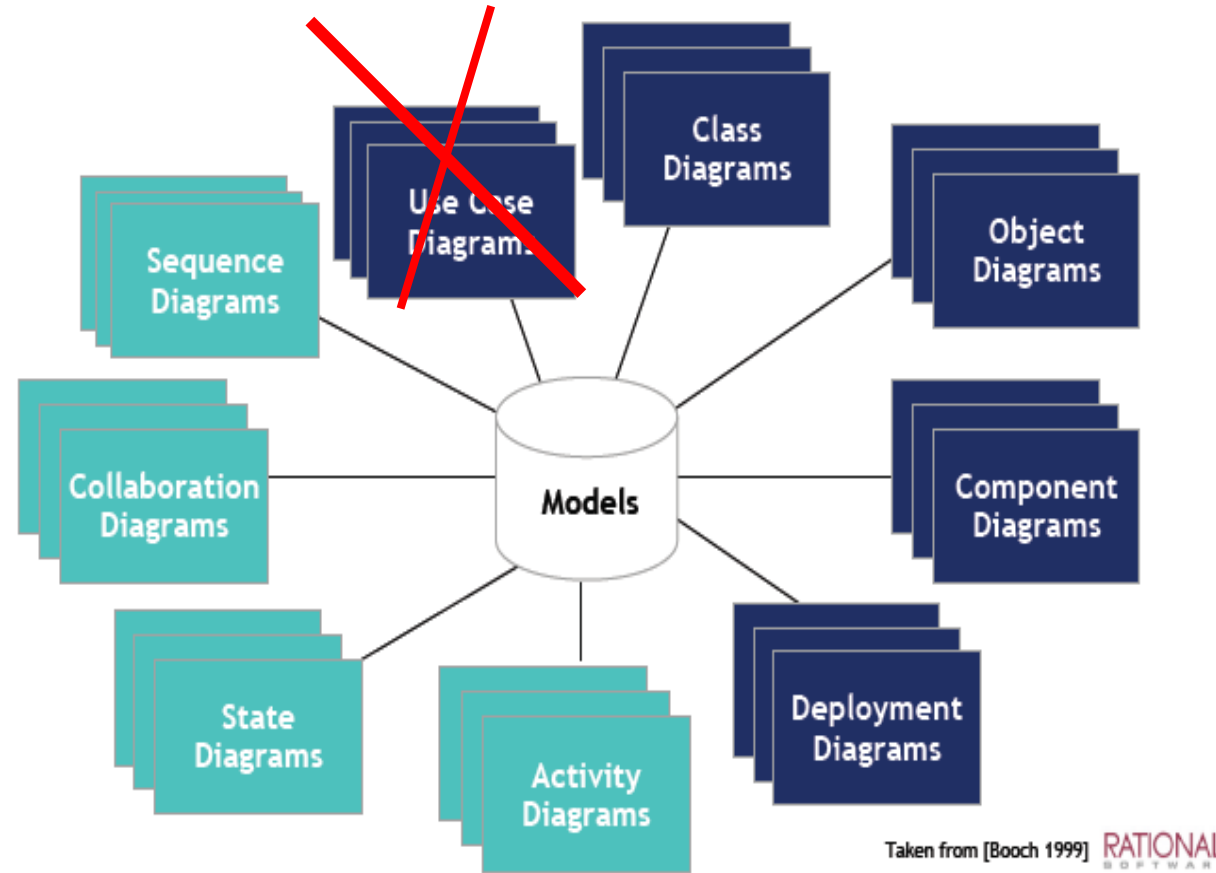 Class
Diagrams
Use Case
Diagrams
Object
Diagrams
Sequence
Diagrams
Collaboration
Diagrams
Models
Component
Diagrams
State
Diagrams
Activity
Diagrams
Deployment
Diagrams
Taken from [Booch 1999]
RATIONAL
SOFTWAR